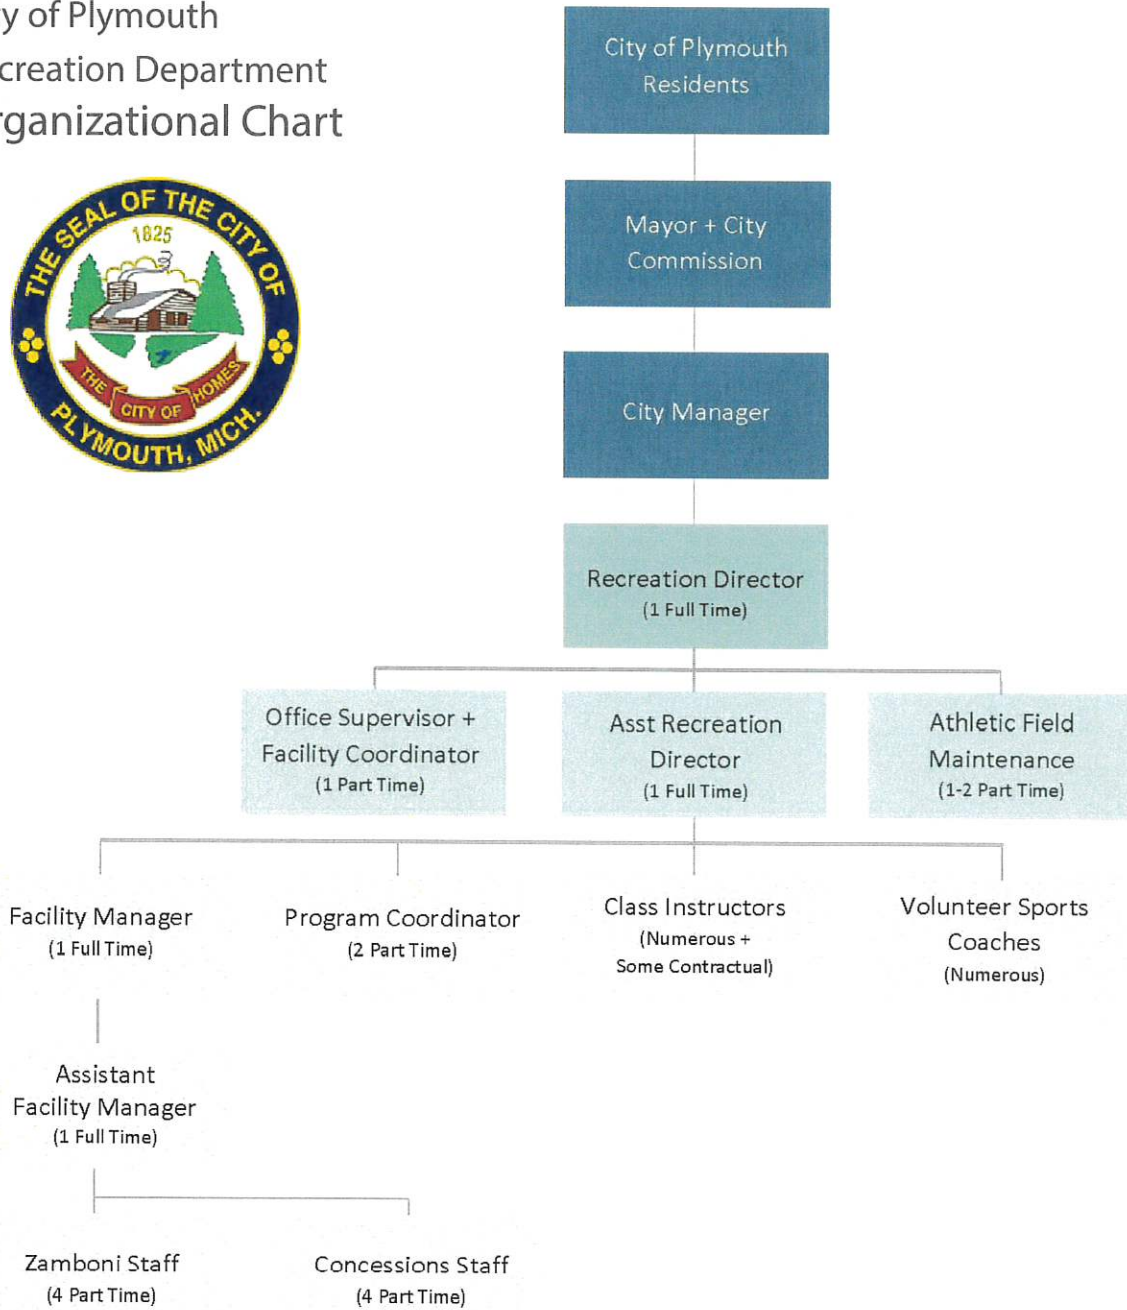 y of Plymouth
creation Department
rganizational Chart
THE SEAL OF THE CITY OF
PLYMOUTH, MICH.
1825
THE
CITY OF
HOMES
City of Plymouth
Residents
Mayor + City
Commission
City Manager
Recreation Director
(1 Full Time)
Office Supervisor +
Facility Coordinator
(1 Part Time)
Asst Recreation
Director
(1 Full Time)
Athletic Field
Maintenance
(1-2 Part Time)
Facility Manager
(1 Full Time)
Program Coordinator
(2 Part Time)
Class Instructors
(Numerous +
Some Contractual)
Volunteer Sports
Coaches
(Numerous)
Assistant
Facility Manager
(1 Full Time)
Zamboni Staff
(4 Part Time)
Concessions Staff
(4 Part Time)